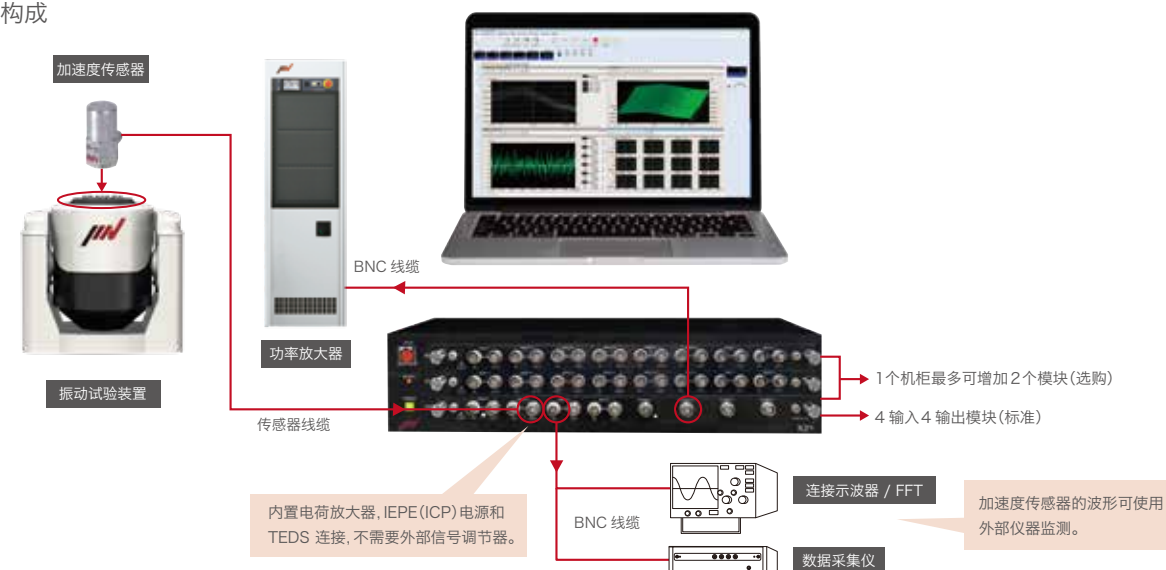 构成
加速度传感器
BNC 线缆
功率放大器
振动试验装置
传感器线缆
1个机柜最多可增加2个模块(选购)
4 输入4 输出模块(标准)
内置电荷放大器, IEPE(ICP)电源和
TEDS 连接, 不需要外部信号调节器。
BNC 线缆
连接示波器 / FFT
加速度传感器的波形可使用
外部仪器监测。
数据采集仪